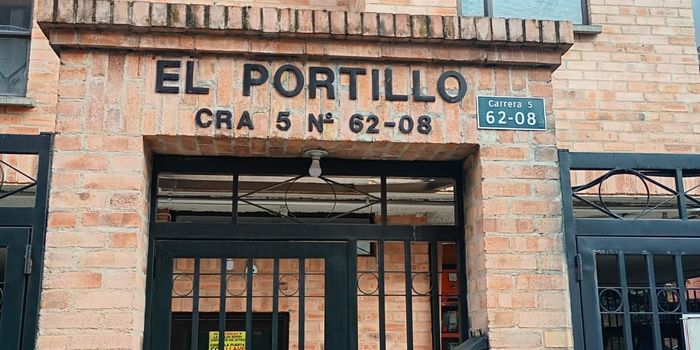 EL PORTILLO
CRA 5 Nº 62-08
Carrera 5
62-08